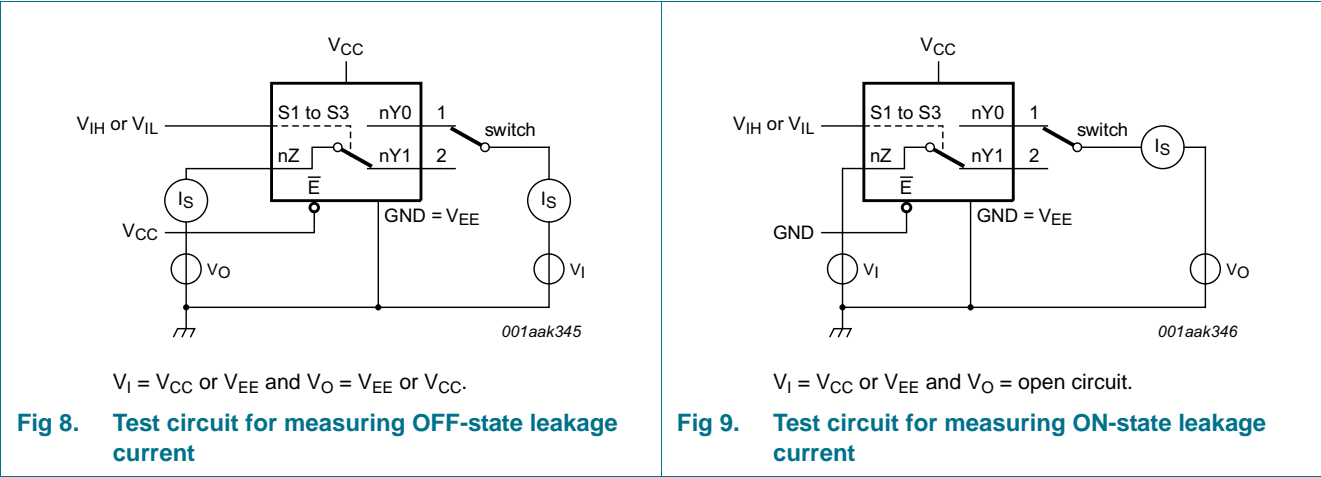 VCC
VIH or VIL
S1 to S3
nY0
1
switch
nZ
nY1
2
E
IS
IS
GND = VEE
VCC
VO
VI
001aak345
VI = VCC or VEE and VO = VEE or VCC.
Fig 8. Test circuit for measuring OFF-state leakage
current
VCC
VIH or VIL
S1 to S3
nY0
1
switch
IS
nZ
nY1
2
E
GND = VEE
GND
VI
VO
001aak346
VI = VCC or VEE and VO = open circuit.
Fig 9. Test circuit for measuring ON-state leakage
current